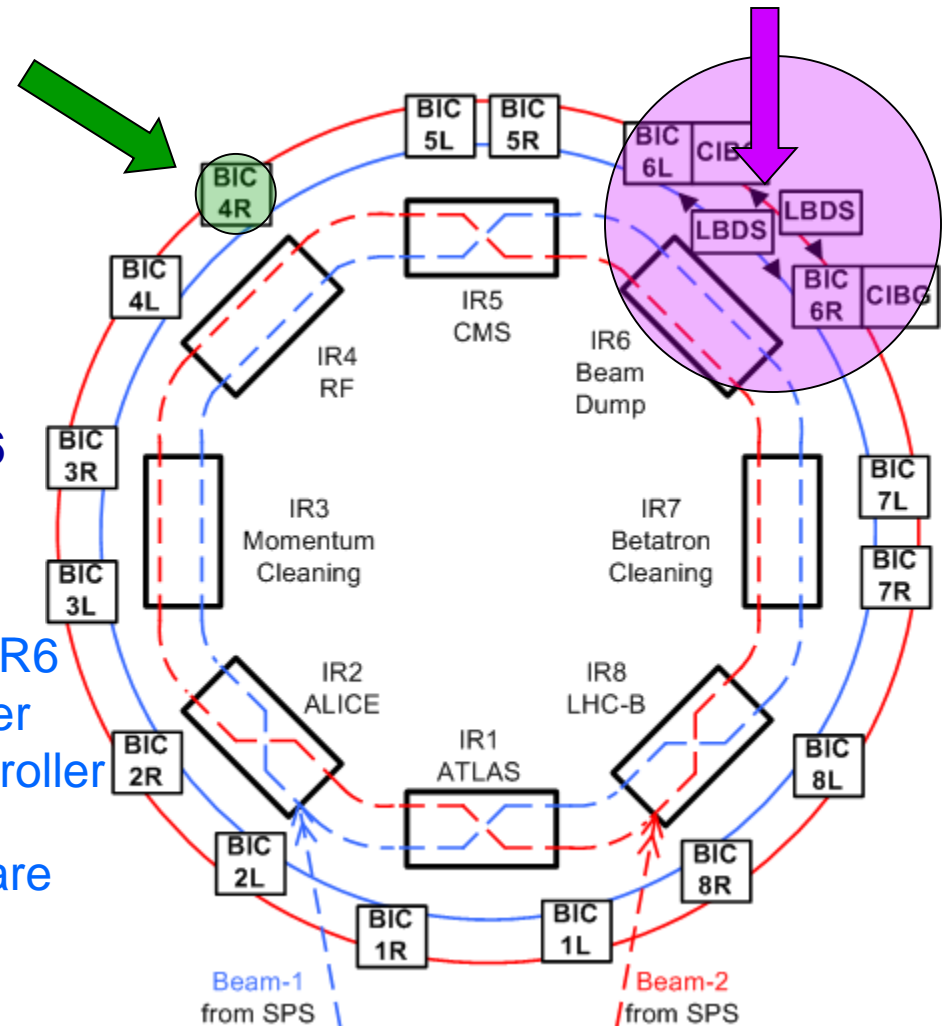 BIC
5L
BIC
5R
BIC
6L
CIBG
BIC
4R
LBDS
LBDS
BIC
4L
BIC
6R
CIBG
IR5
CMS
IR4
RF
IR6
Beam
Dump
S
BIC
3R
BIC
7L
IR3
Momentum
Cleaning
IR7
Betatron
Cleaning
BIC
3L
BIC
7R
R6
er
roller
are
IR2
ALICE
IR8
LHC-B
IR1
ATLAS
BIC
2R
BIC
8L
BIC
2L
BIC
8R
BIC
1R
BIC
1L
Beam-1
from SPS
Beam-2
from SPS